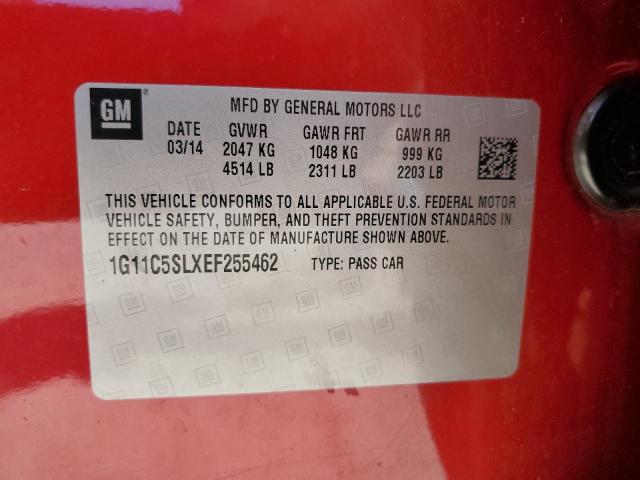 GM ® MFD BY GENERAL MOTORS LLC
DATE GVWR GAWR FRT GAWR RR
03/14 2047 KG 1048 KG 999 KG
4514 LB 2311 LB 2203 LB
THIS VEHICLE CONFORMS TO ALL APPLICABLE U.S. FEDERAL MOTOR
VEHICLE SAFETY, BUMPER, AND THEFT PREVENTION STANDARDS IN
EFFECT ON THE DATE OF MANUFACTURE SHOWN ABOVE.
1G11C5SLXEF255462 TYPE: PASS CAR